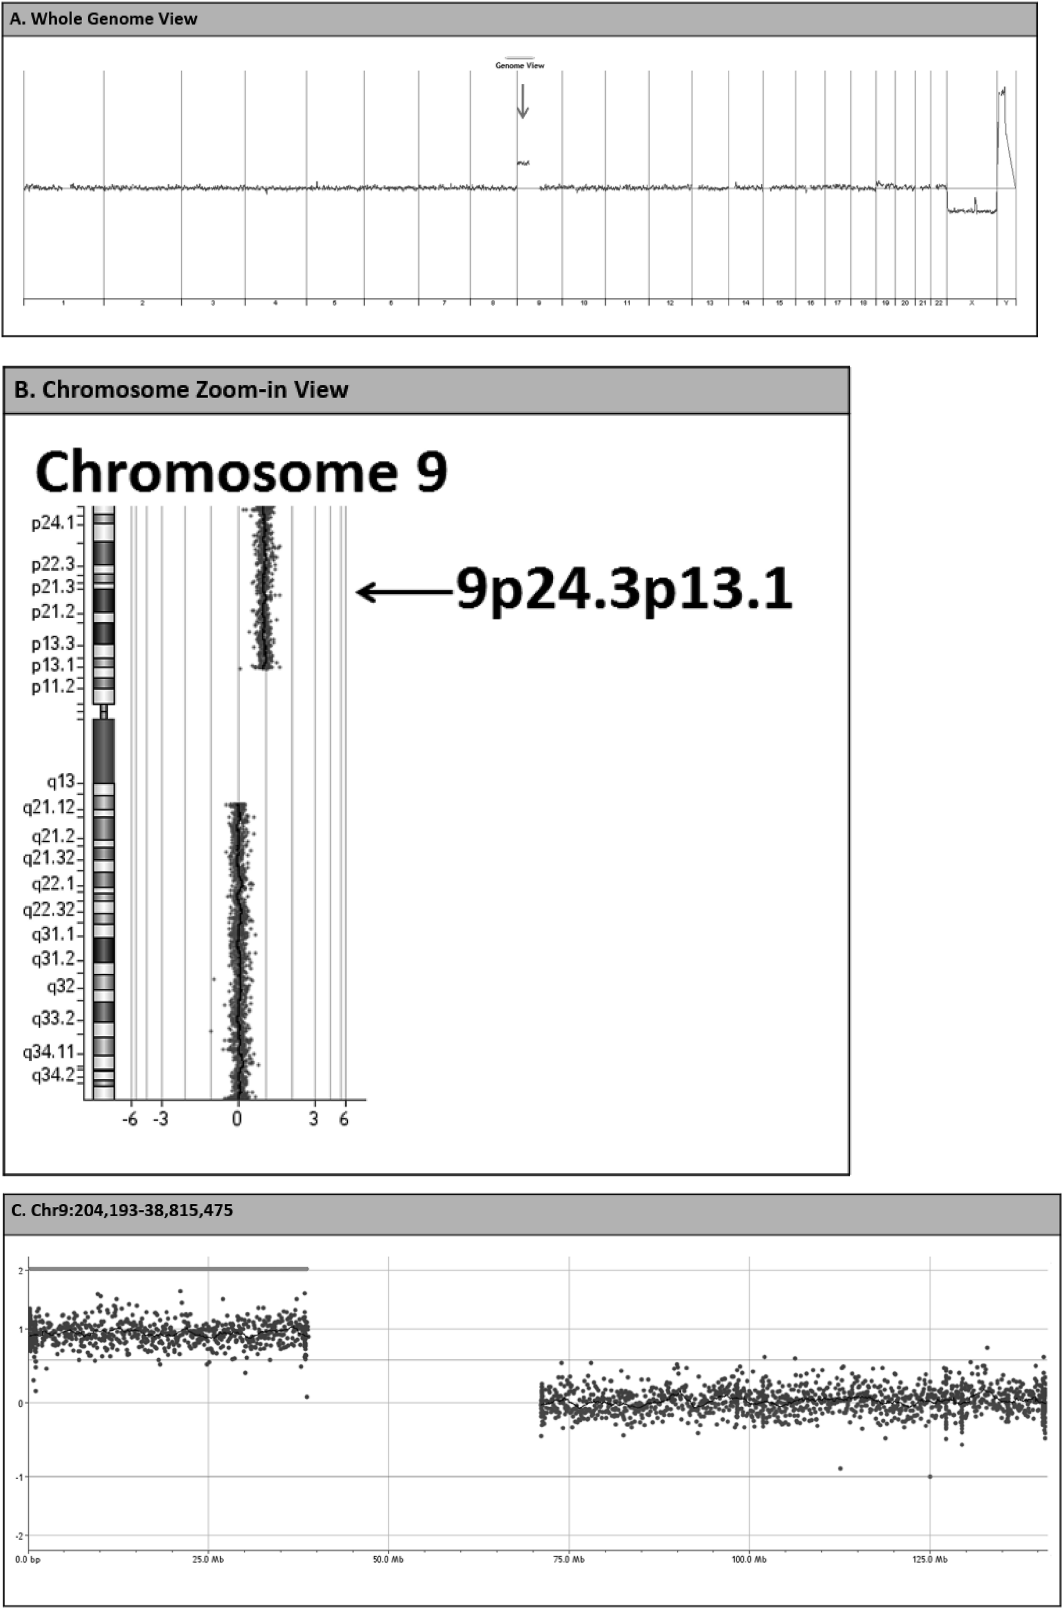 A. Whole Genome View
Genome View
1 2 3 4 5 6 7 8 9 10 11 12 13 14 15 16 17 18 19 20 21 22 X Y
B. Chromosome Zoom-in View
Chromosome 9
p24.1
p22.3
p21.3
9p24.3p13.1
p21.2
p13.3
p13.1
p11.2
q13
q21.12
q21.2
q21.32
q22.1
q22.32
q31.1
q31.2
q32
q33.2
q34.11
q34.2
-6 -3 0 3 6
C. Chr9:204,193-38,815,475
2
1
0
-1
-2
0.0 bp 25.0 Mb 50.0 Mb 75.0 Mb 100.0 Mb 125.0 Mb